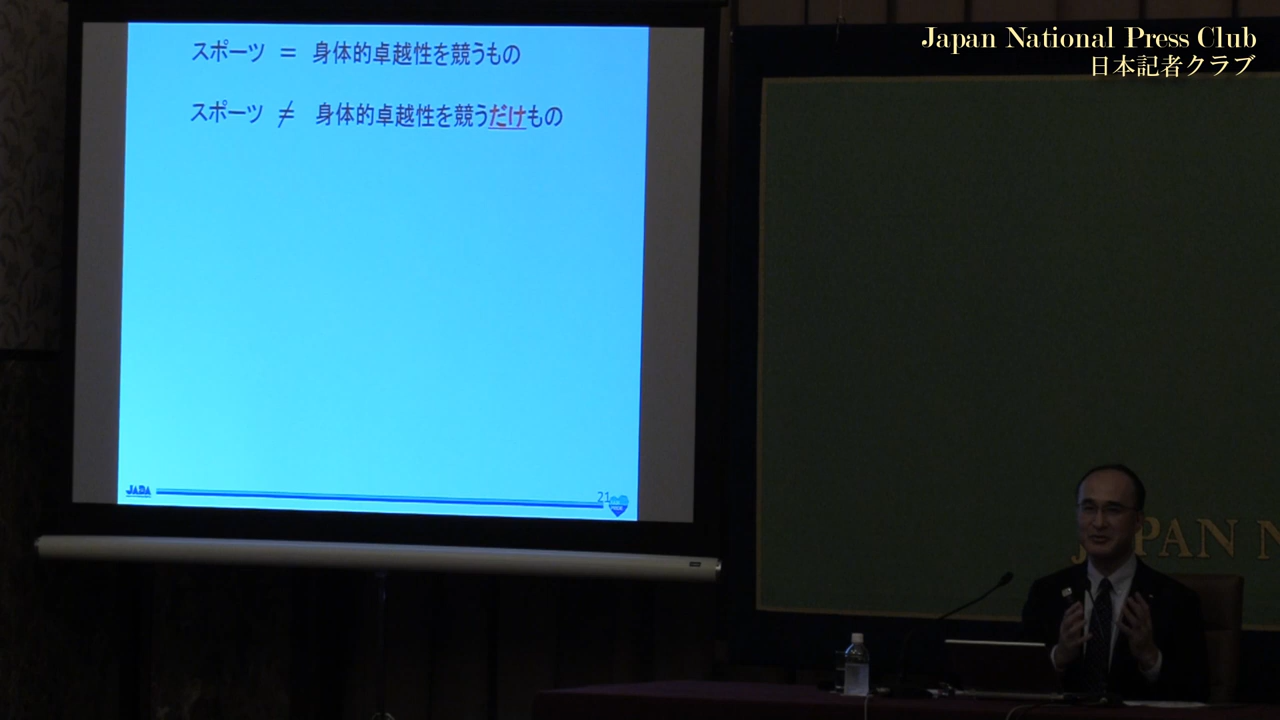 Japan National Press Club
日本記者クラブ
スポーツ = 身体的卓越性を競うもの
スポーツ ≠ 身体的卓越性を競うだけもの
JADA
21
JAPAN N